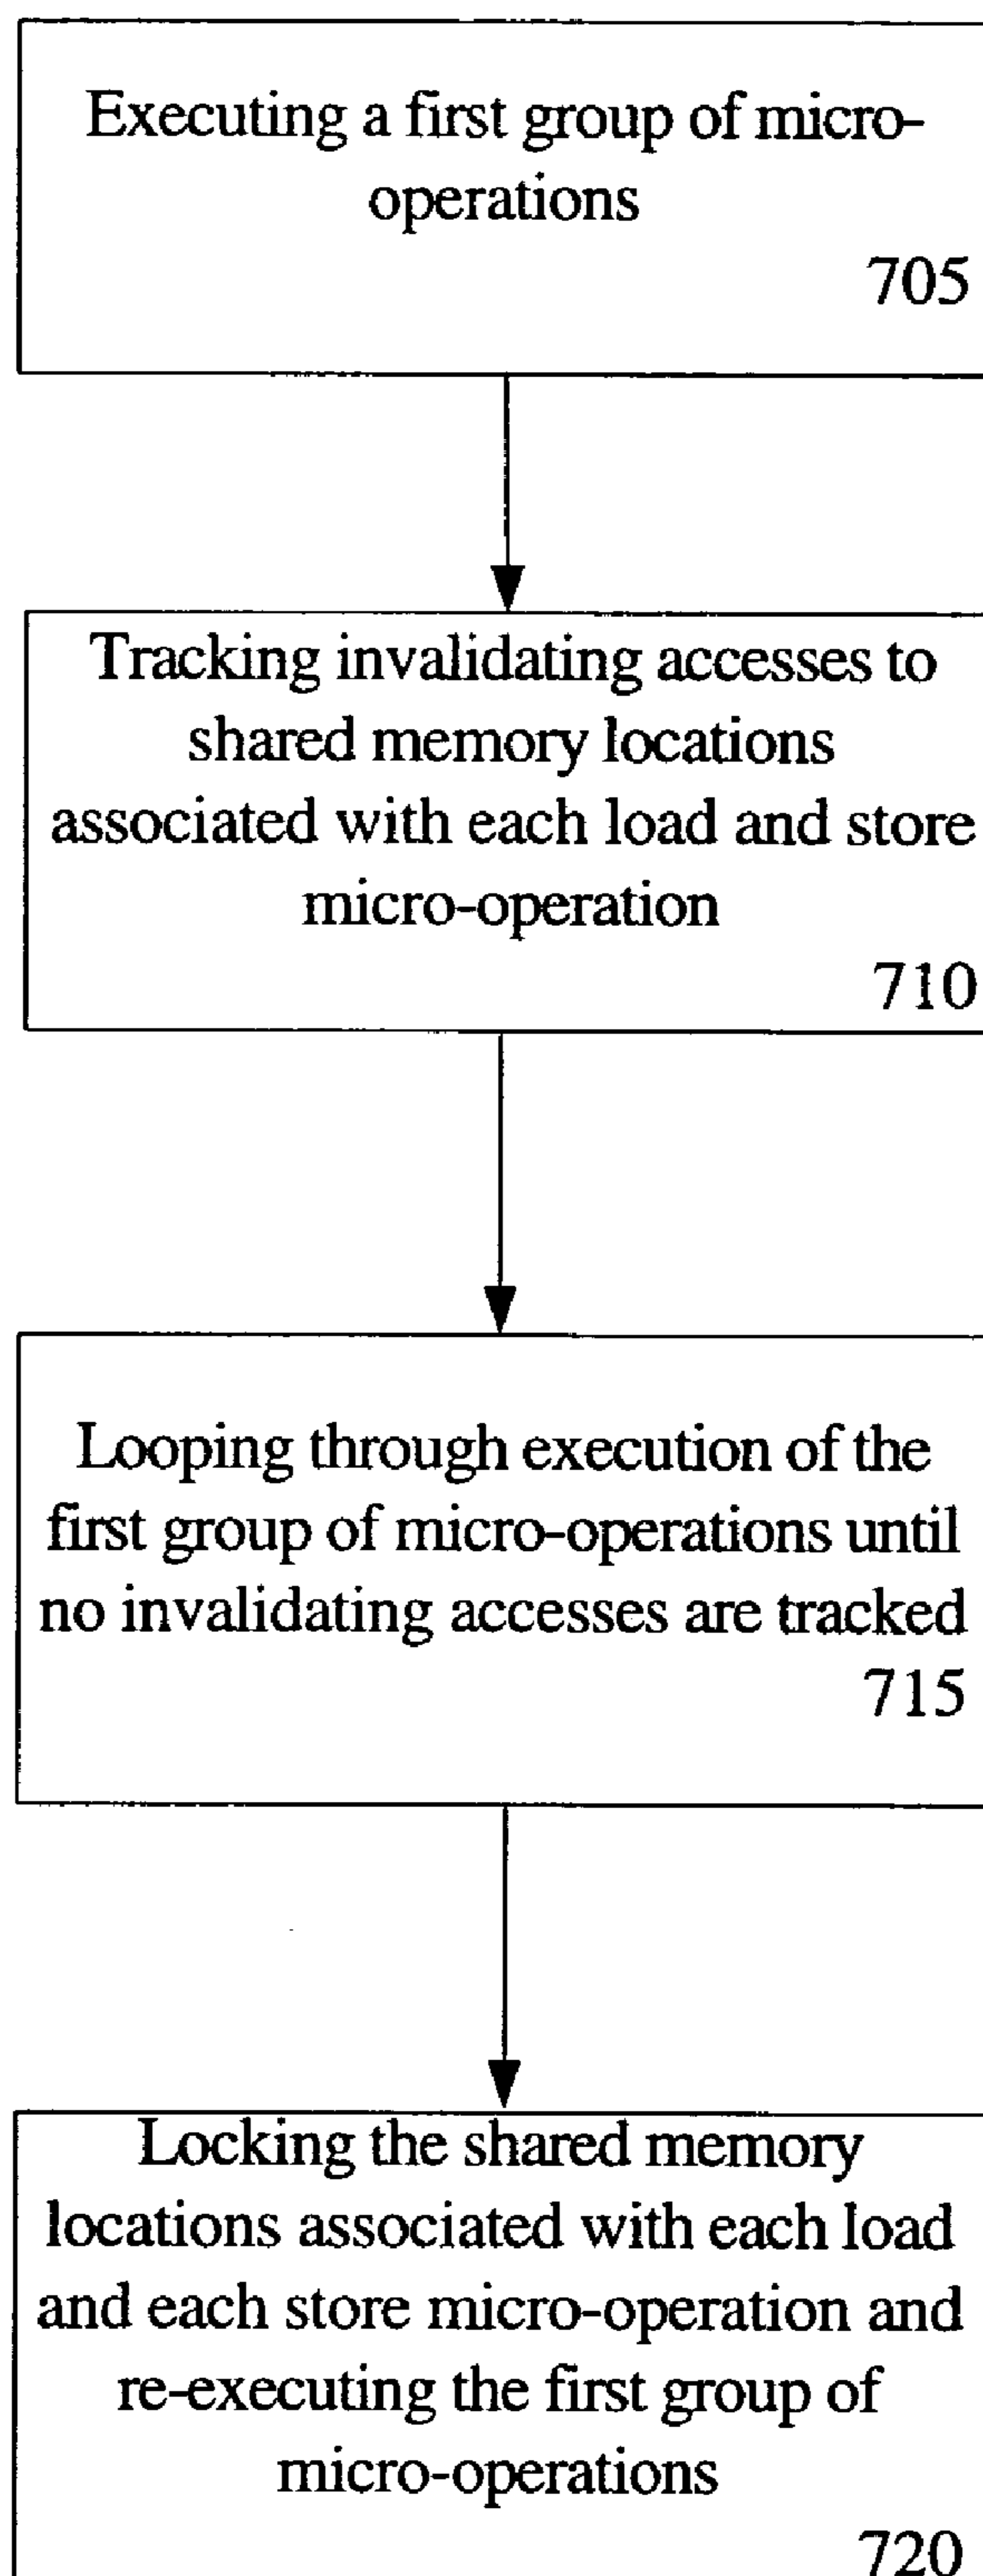 Executing a first group of micro-
operations
705
Tracking invalidating accesses to
shared memory locations
associated with each load and store
micro-operation
710
Looping through execution of the
first group of micro-operations until
no invalidating accesses are tracked
715
Locking the shared memory
locations associated with each load
and each store micro-operation and
re-executing the first group of
micro-operations
720